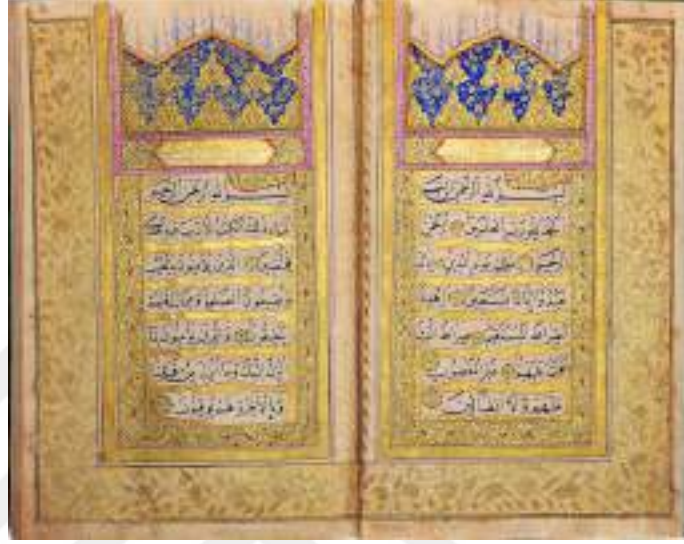 بسم الله الرحمن الرحيم
الحمد لله رب العالمين الرحمن
الرحيم مالك يوم الدين اياك
نعبد واياك نستعين اهدنا
الصراط المستقيم صراط الذين
انعمت عليهم غير المغضوب
عليهم ولا الضالين
بسم الله الرحمن الرحيم
الم ذلك الكتاب لا ريب فيه هدى
للمتقين الذين يؤمنون بالغيب
ويقيمون الصلوة ومما رزقناهم
ينفقون والذين يؤمنون بما
انزل اليك وما انزل من قبلك
وبالاخرة هم يوقنون